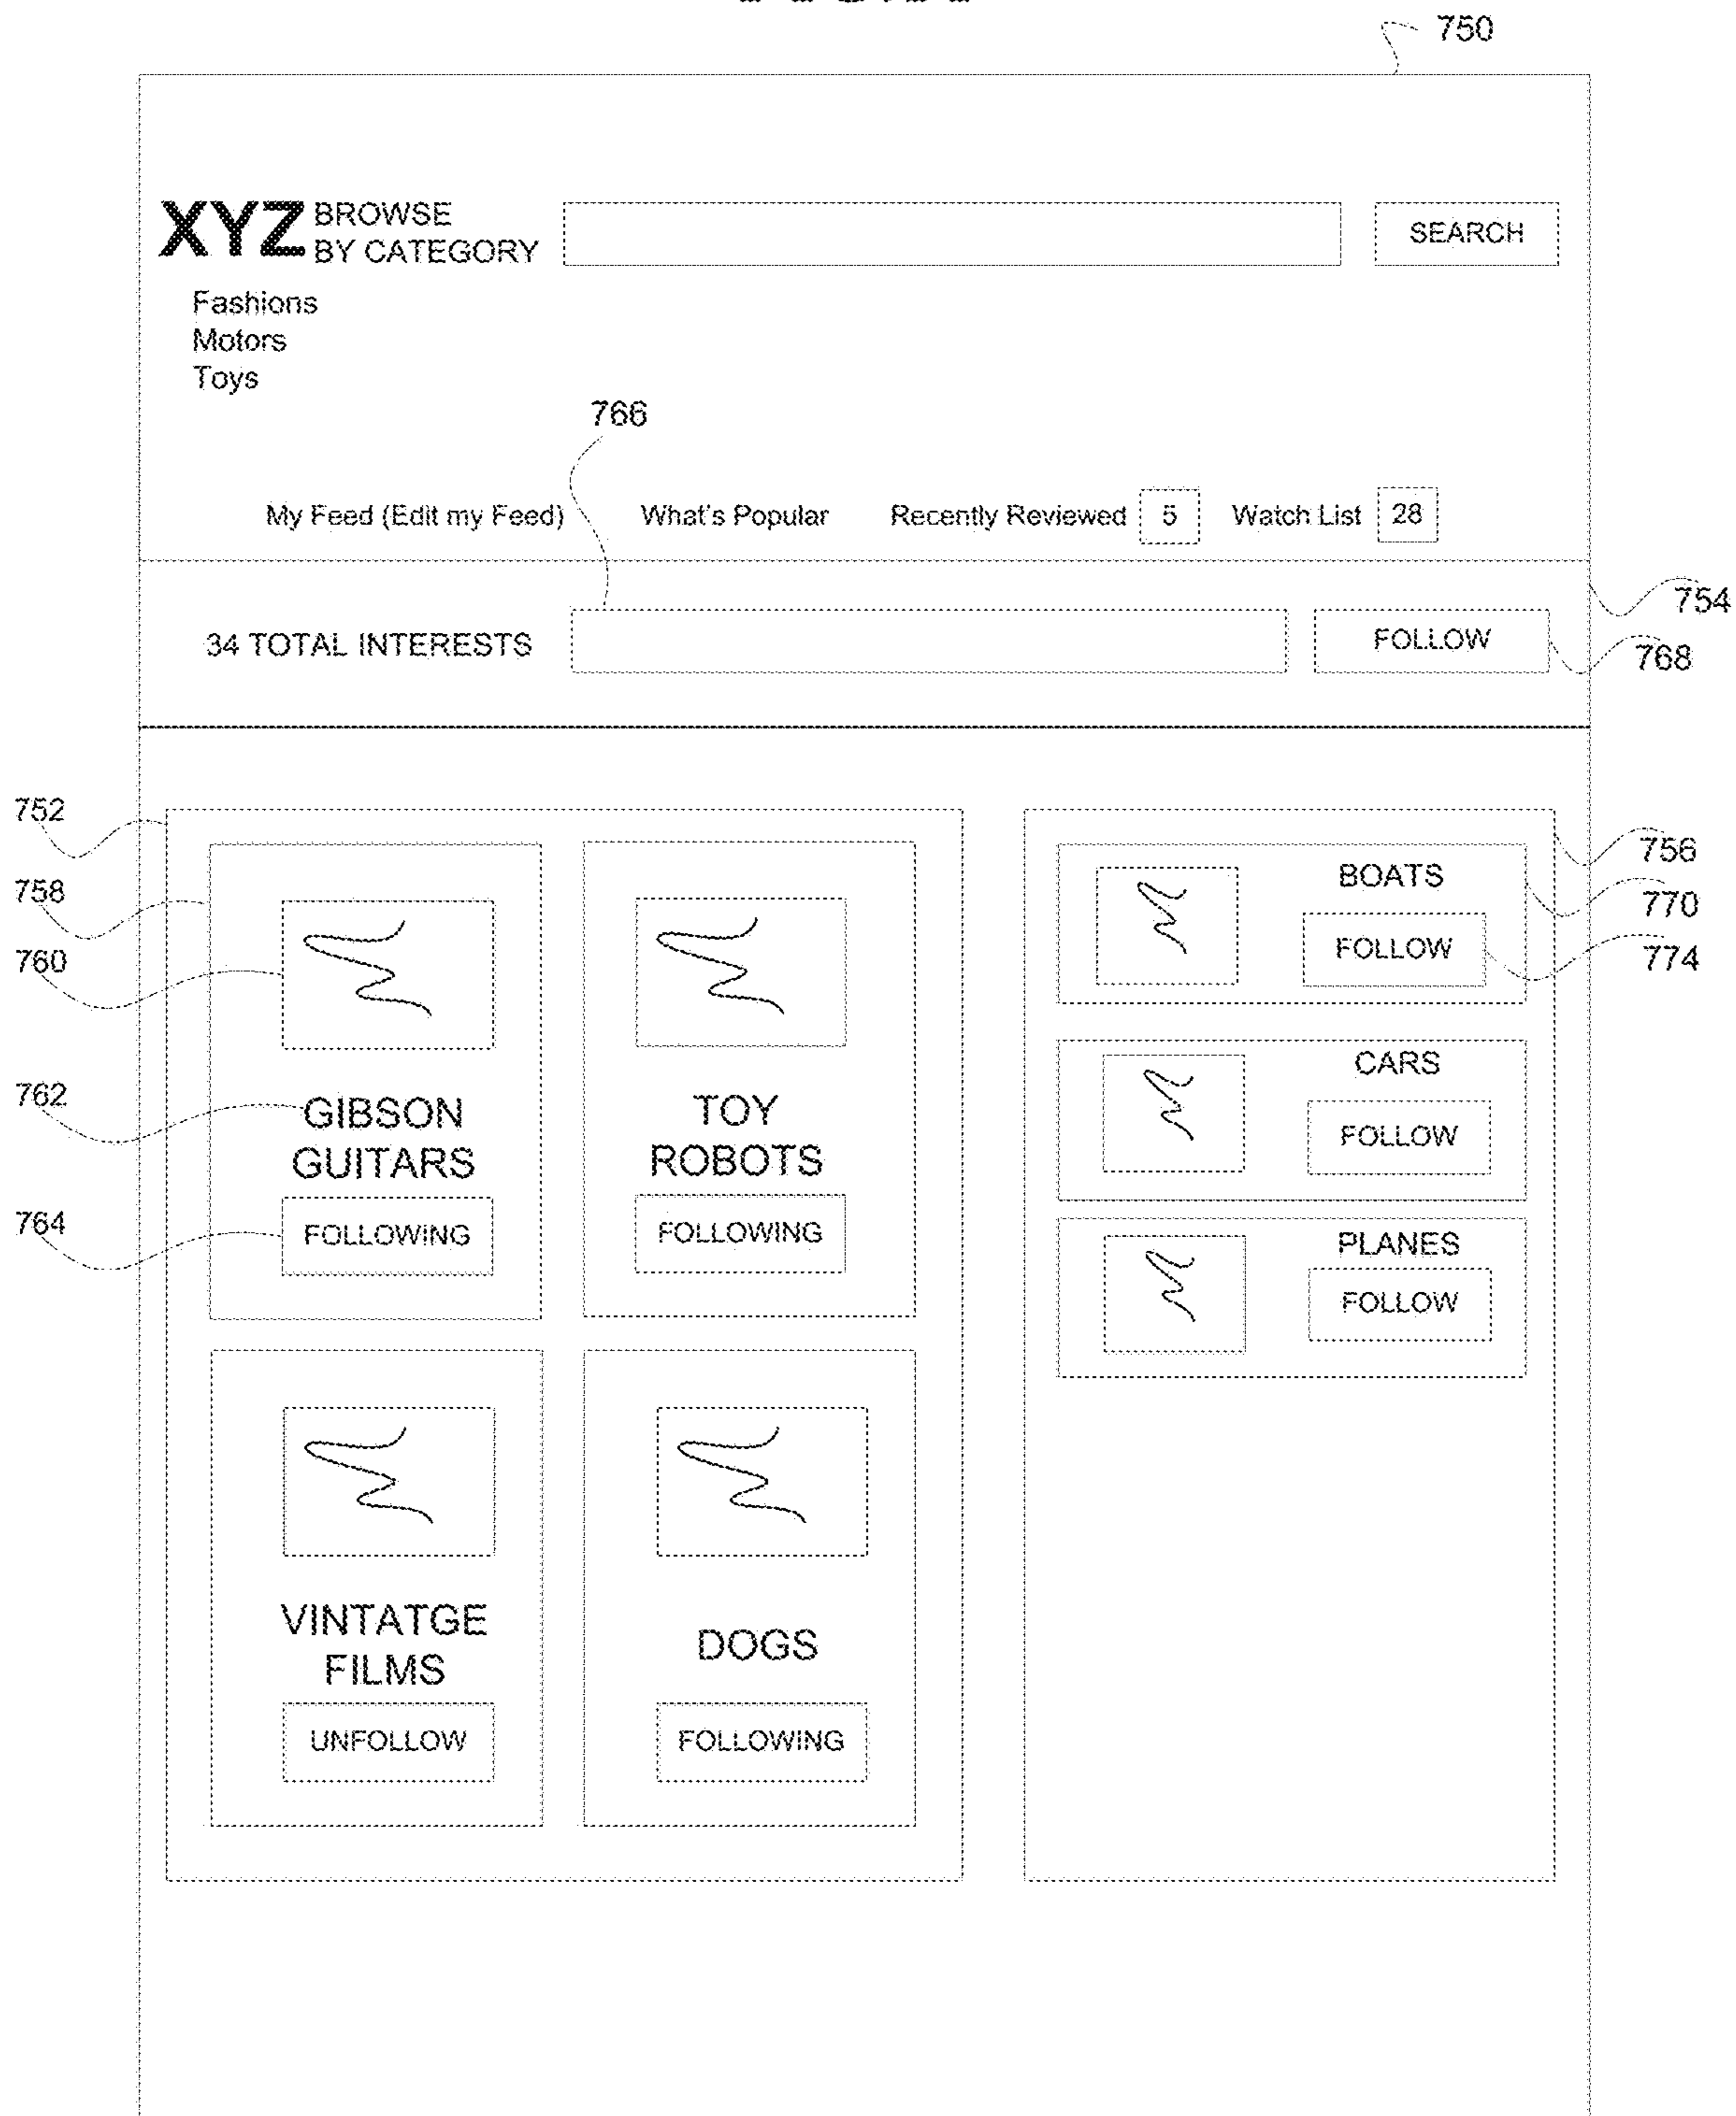 750
XYZ BROWSE
BY CATEGORY
SEARCH
Fashions
Motors
Toys
766
My Feed (Edit my Feed) What's Popular Recently Reviewed 5 Watch List 28
754
34 TOTAL INTERESTS FOLLOW
768
752
756
758
BOATS
770
FOLLOW
760
774
CARS
762
GIBSON
GUITARS
TOY
ROBOTS
FOLLOW
764
FOLLOWING
FOLLOWING
PLANES
FOLLOW
VINTATGE
FILMS
DOGS
UNFOLLOW
FOLLOWING